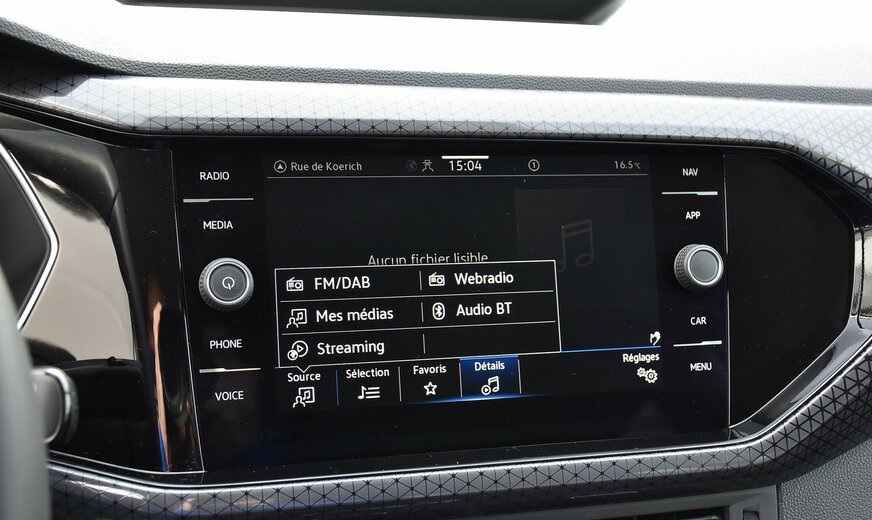 RADIO
MEDIA
PHONE
VOICE
Rue de Koerich
15:04
1
16.5°C
Aucun fichier lisible
FM/DAB
Webradio
Mes médias
Audio BT
Streaming
Source
Sélection
Favoris
Détails
Réglages
NAV
APP
CAR
MENU